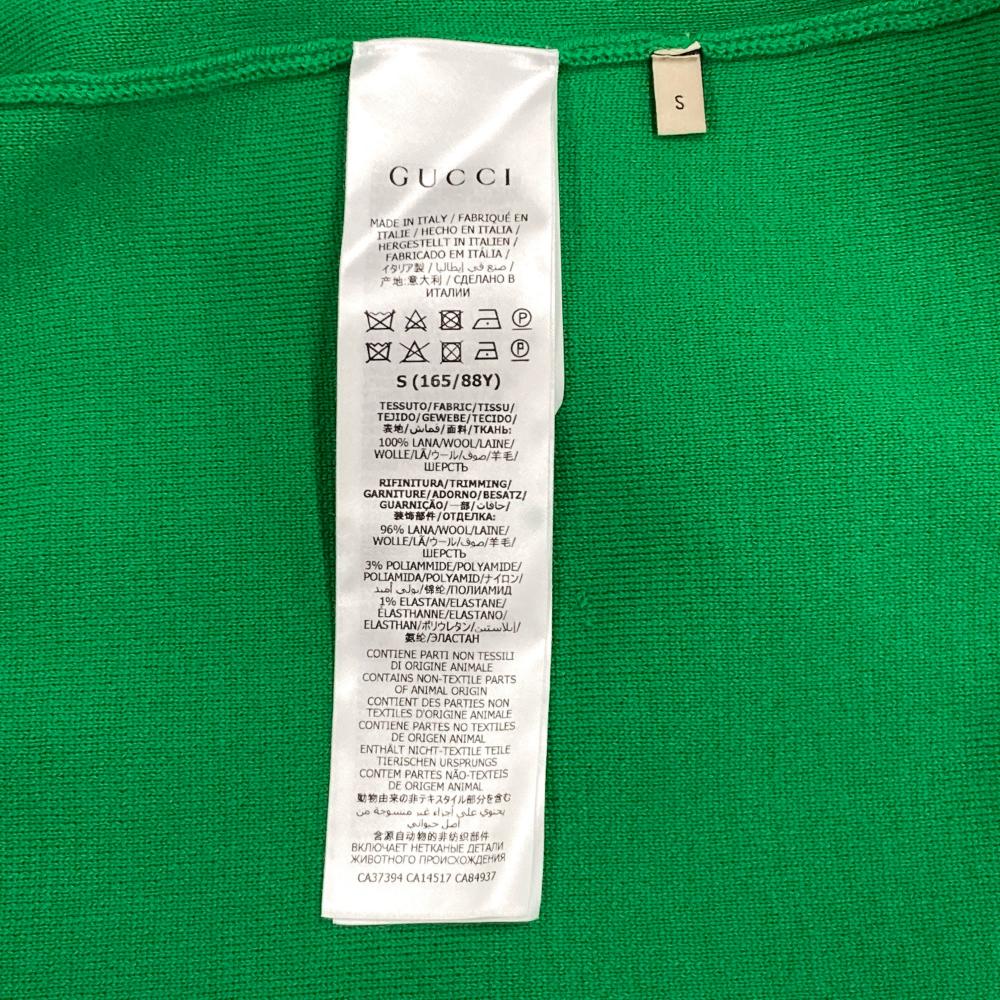 S
GUCCI
MADE IN ITALY / FABRIQUÉ EN
ITALIE / HECHO EN ITALIA /
HERGESTELLT IN ITALIEN /
FABRICADO EM ITÁLIA /
イタリア製 / صنع في إيطاليا /
产地:意大利 / СДЕЛАНО В
ИТАЛИИ
P
P
S (165/88Y)
TESSUTO/FABRIC/TISSU/
TEJIDO/GEWEBE/TECIDO/
表地/قماش/面料/ТКАНЬ:
100% LANA/WOOL/LAINE/
WOLLE/LÃ/ウール/صوف/羊毛/
ШЕРСТЬ
RIFINITURA/TRIMMING/
GARNITURE/ADORNO/BESATZ/
GUARNIÇÃO/一部/حافات/
装饰部件/ОТДЕЛКА:
96% LANA/WOOL/LAINE/
WOLLE/LÃ/ウール/صوف/羊毛/
ШЕРСТЬ
3% POLIAMMIDE/POLYAMIDE/
POLIAMIDA/POLYAMID/ナイロン/
بولي أميد/锦纶/ПОЛИАМИД
1% ELASTAN/ELASTANE/
ÉLASTHANNE/ELASTANO/
ELASTHAN/ポリウレタン/إيلاستين/
氨纶/ЭЛАСТАН
CONTIENE PARTI NON TESSILI
DI ORIGINE ANIMALE
CONTAINS NON-TEXTILE PARTS
OF ANIMAL ORIGIN
CONTIENT DES PARTIES NON
TEXTILES D'ORIGINE ANIMALE
CONTIENE PARTES NO TEXTILES
DE ORIGEN ANIMAL
ENTHÄLT NICHT-TEXTILE TEILE
TIERISCHEN URSPRUNGS
CONTEM PARTES NÃO-TEXTEIS
DE ORIGEM ANIMAL
動物由来の非テキスタイル部分を含む
يحتوي على أجزاء غير منسوجة من
أصل حيواني
含源自动物的非纺织部件
ВКЛЮЧАЕТ НЕТКАНЫЕ ДЕТАЛИ
ЖИВОТНОГО ПРОИСХОЖДЕНИЯ
CA37394 CA14517 CA84937